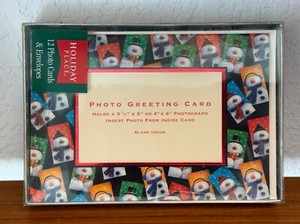 HOLIDAY
PLACE
12 Photo Cards
& Envelopes
PHOTO GREETING CARD
HOLDS A 3 ½" x 5" OR 4" x 6" PHOTOGRAPH
INSERT PHOTO FROM INSIDE CARD
BLANK INSIDE